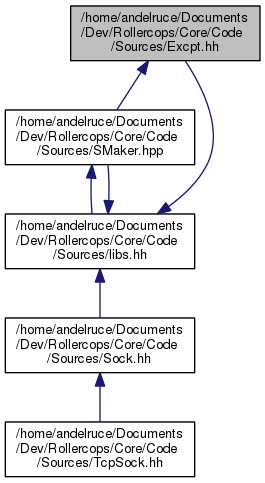 /home/andelruce/Documents
/Dev/Rollercops/Core/Code
/Sources/Excpt.hh
/home/andelruce/Documents
/Dev/Rollercops/Core/Code
/Sources/SMaker.hpp
/home/andelruce/Documents
/Dev/Rollercops/Core/Code
/Sources/libs.hh
/home/andelruce/Documents
/Dev/Rollercops/Core/Code
/Sources/Sock.hh
/home/andelruce/Documents
/Dev/Rollercops/Core/Code
/Sources/TcpSock.hh